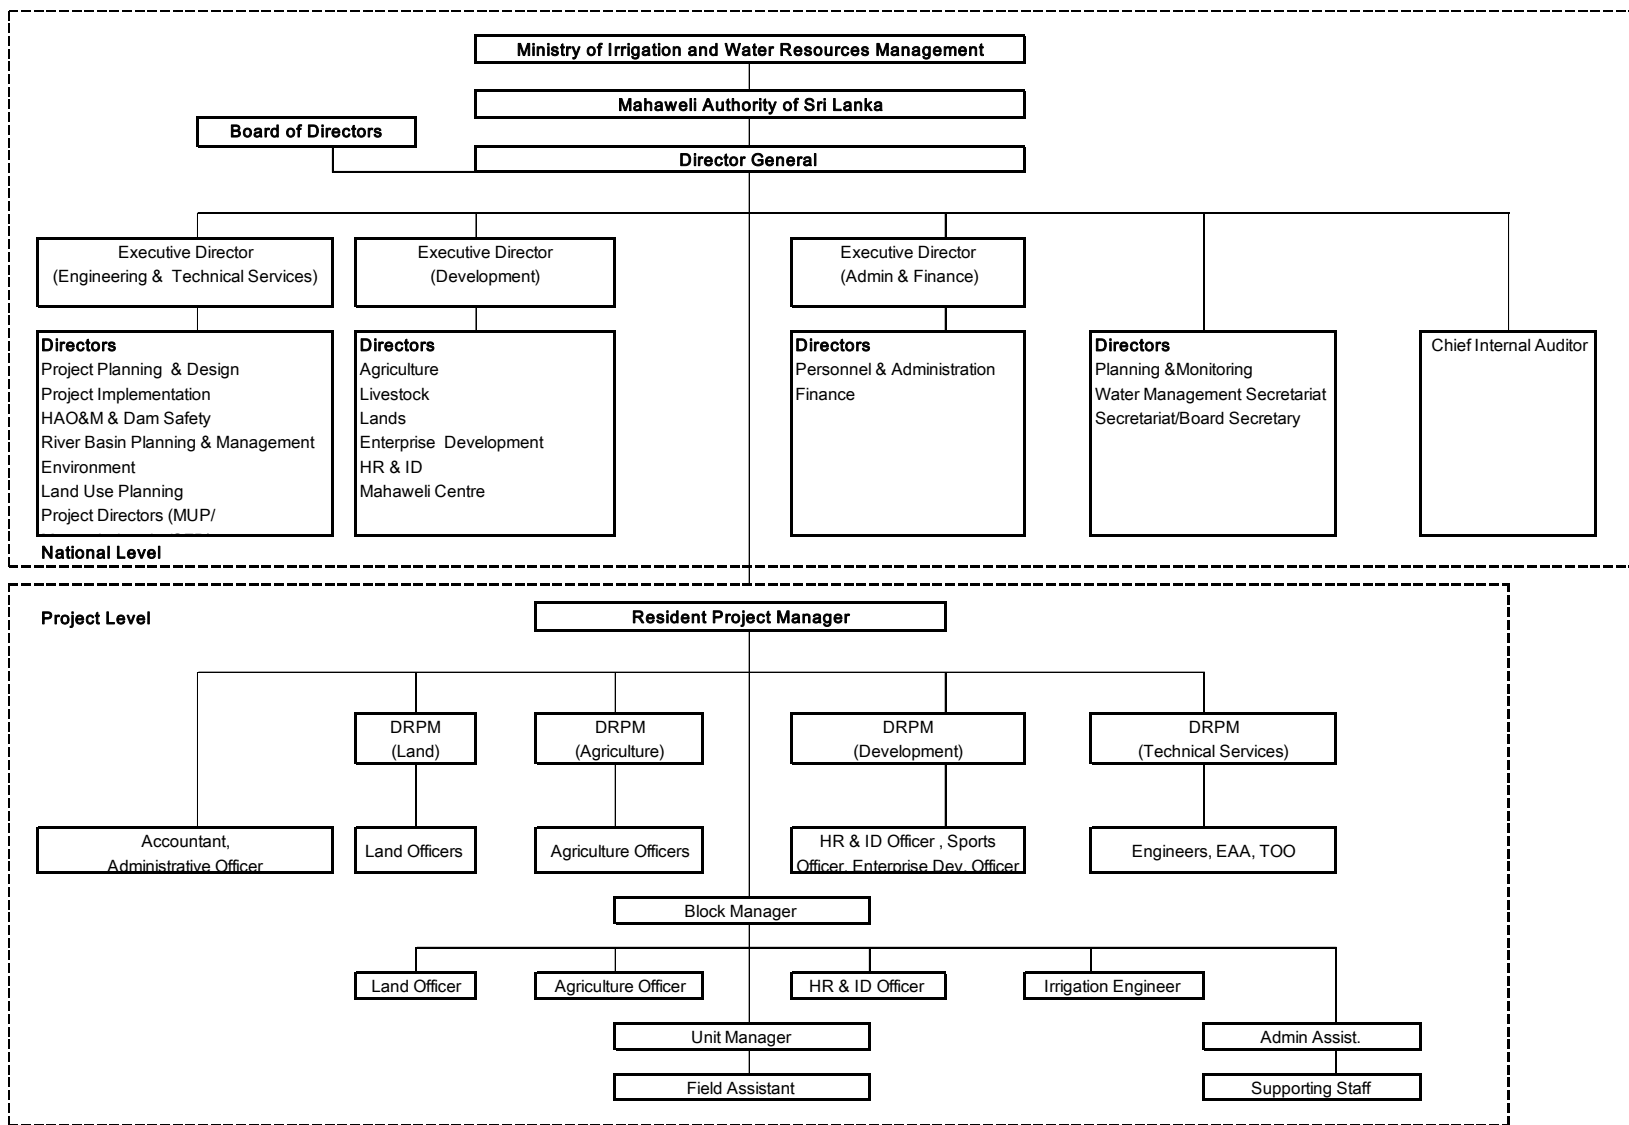 Ministry of Irrigation and Water Resources Management
Mahaweli Authority of Sri Lanka
Board of Directors
Director General
Executive Director
(Engineering & Technical Services)
Executive Director
(Development)
Executive Director
(Admin & Finance)
Directors
Project Planning & Design
Project Implementation
HAO&M & Dam Safety
River Basin Planning & Management
Environment
Land Use Planning
Project Directors (MUP/
Directors
Agriculture
Livestock
Lands
Enterprise Development
HR & ID
Mahaweli Centre
Directors
Personnel & Administration
Finance
Directors
Planning &Monitoring
Water Management Secretariat
Secretariat/Board Secretary
Chief Internal Auditor
National Level
Project Level
Resident Project Manager
DRPM
(Land)
DRPM
(Agriculture)
DRPM
(Development)
DRPM
(Technical Services)
Accountant,
Administrative Officer
Land Officers
Agriculture Officers
HR & ID Officer , Sports
Officer, Enterprise Dev. Officer
Engineers, EAA, TOO
Block Manager
Land Officer
Agriculture Officer
HR & ID Officer
Irrigation Engineer
Unit Manager
Admin Assist.
Field Assistant
Supporting Staff